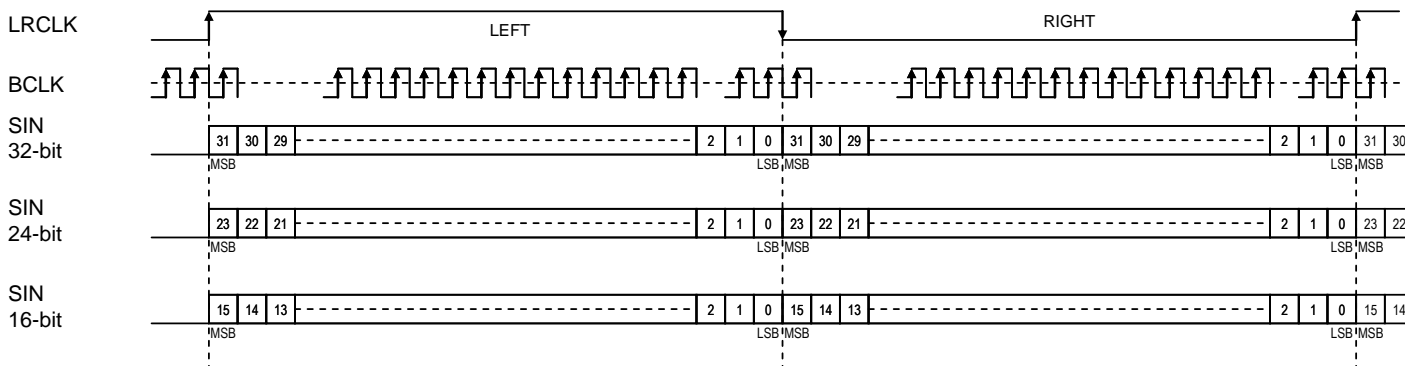 LRCLK
LEFT
RIGHT
BCLK
SIN
32-bit
31 30 29 2 1 0 31 30 29 2 1 0 31 30
MSB LSB MSB LSB MSB
SIN
24-bit
23 22 21 2 1 0 23 22 21 2 1 0 23 22
MSB LSB MSB LSB MSB
SIN
16-bit
15 14 13 2 1 0 15 14 13 2 1 0 15 14
MSB LSB MSB LSB MSB